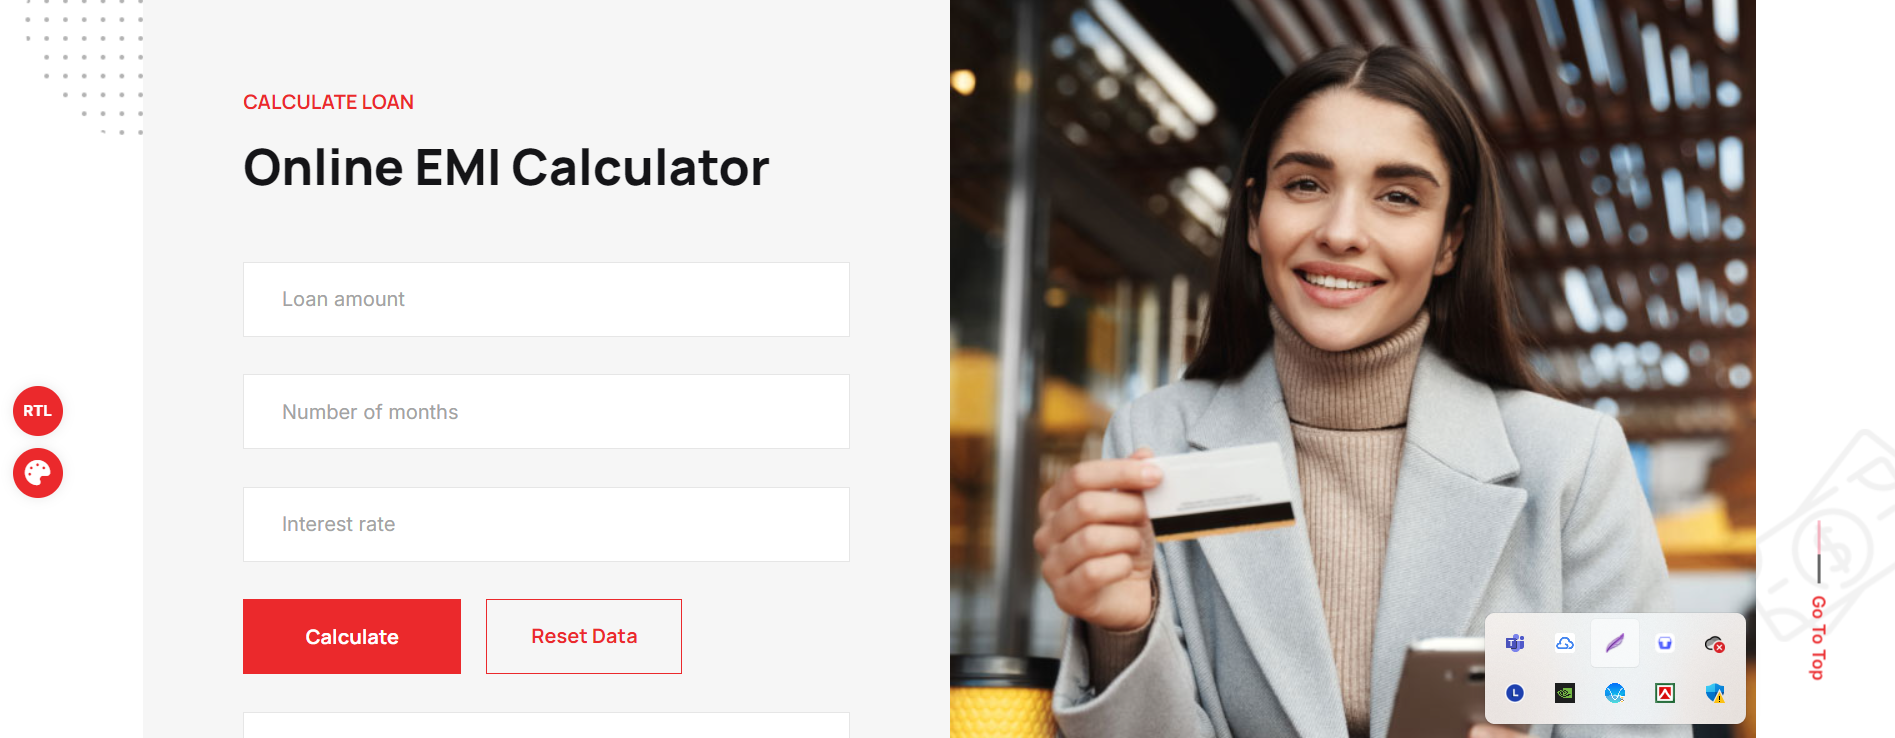 CALCULATE LOAN
Online EMI Calculator
Loan amount
Number of months
Interest rate
Calculate
Reset Data
RTL
Go To Top